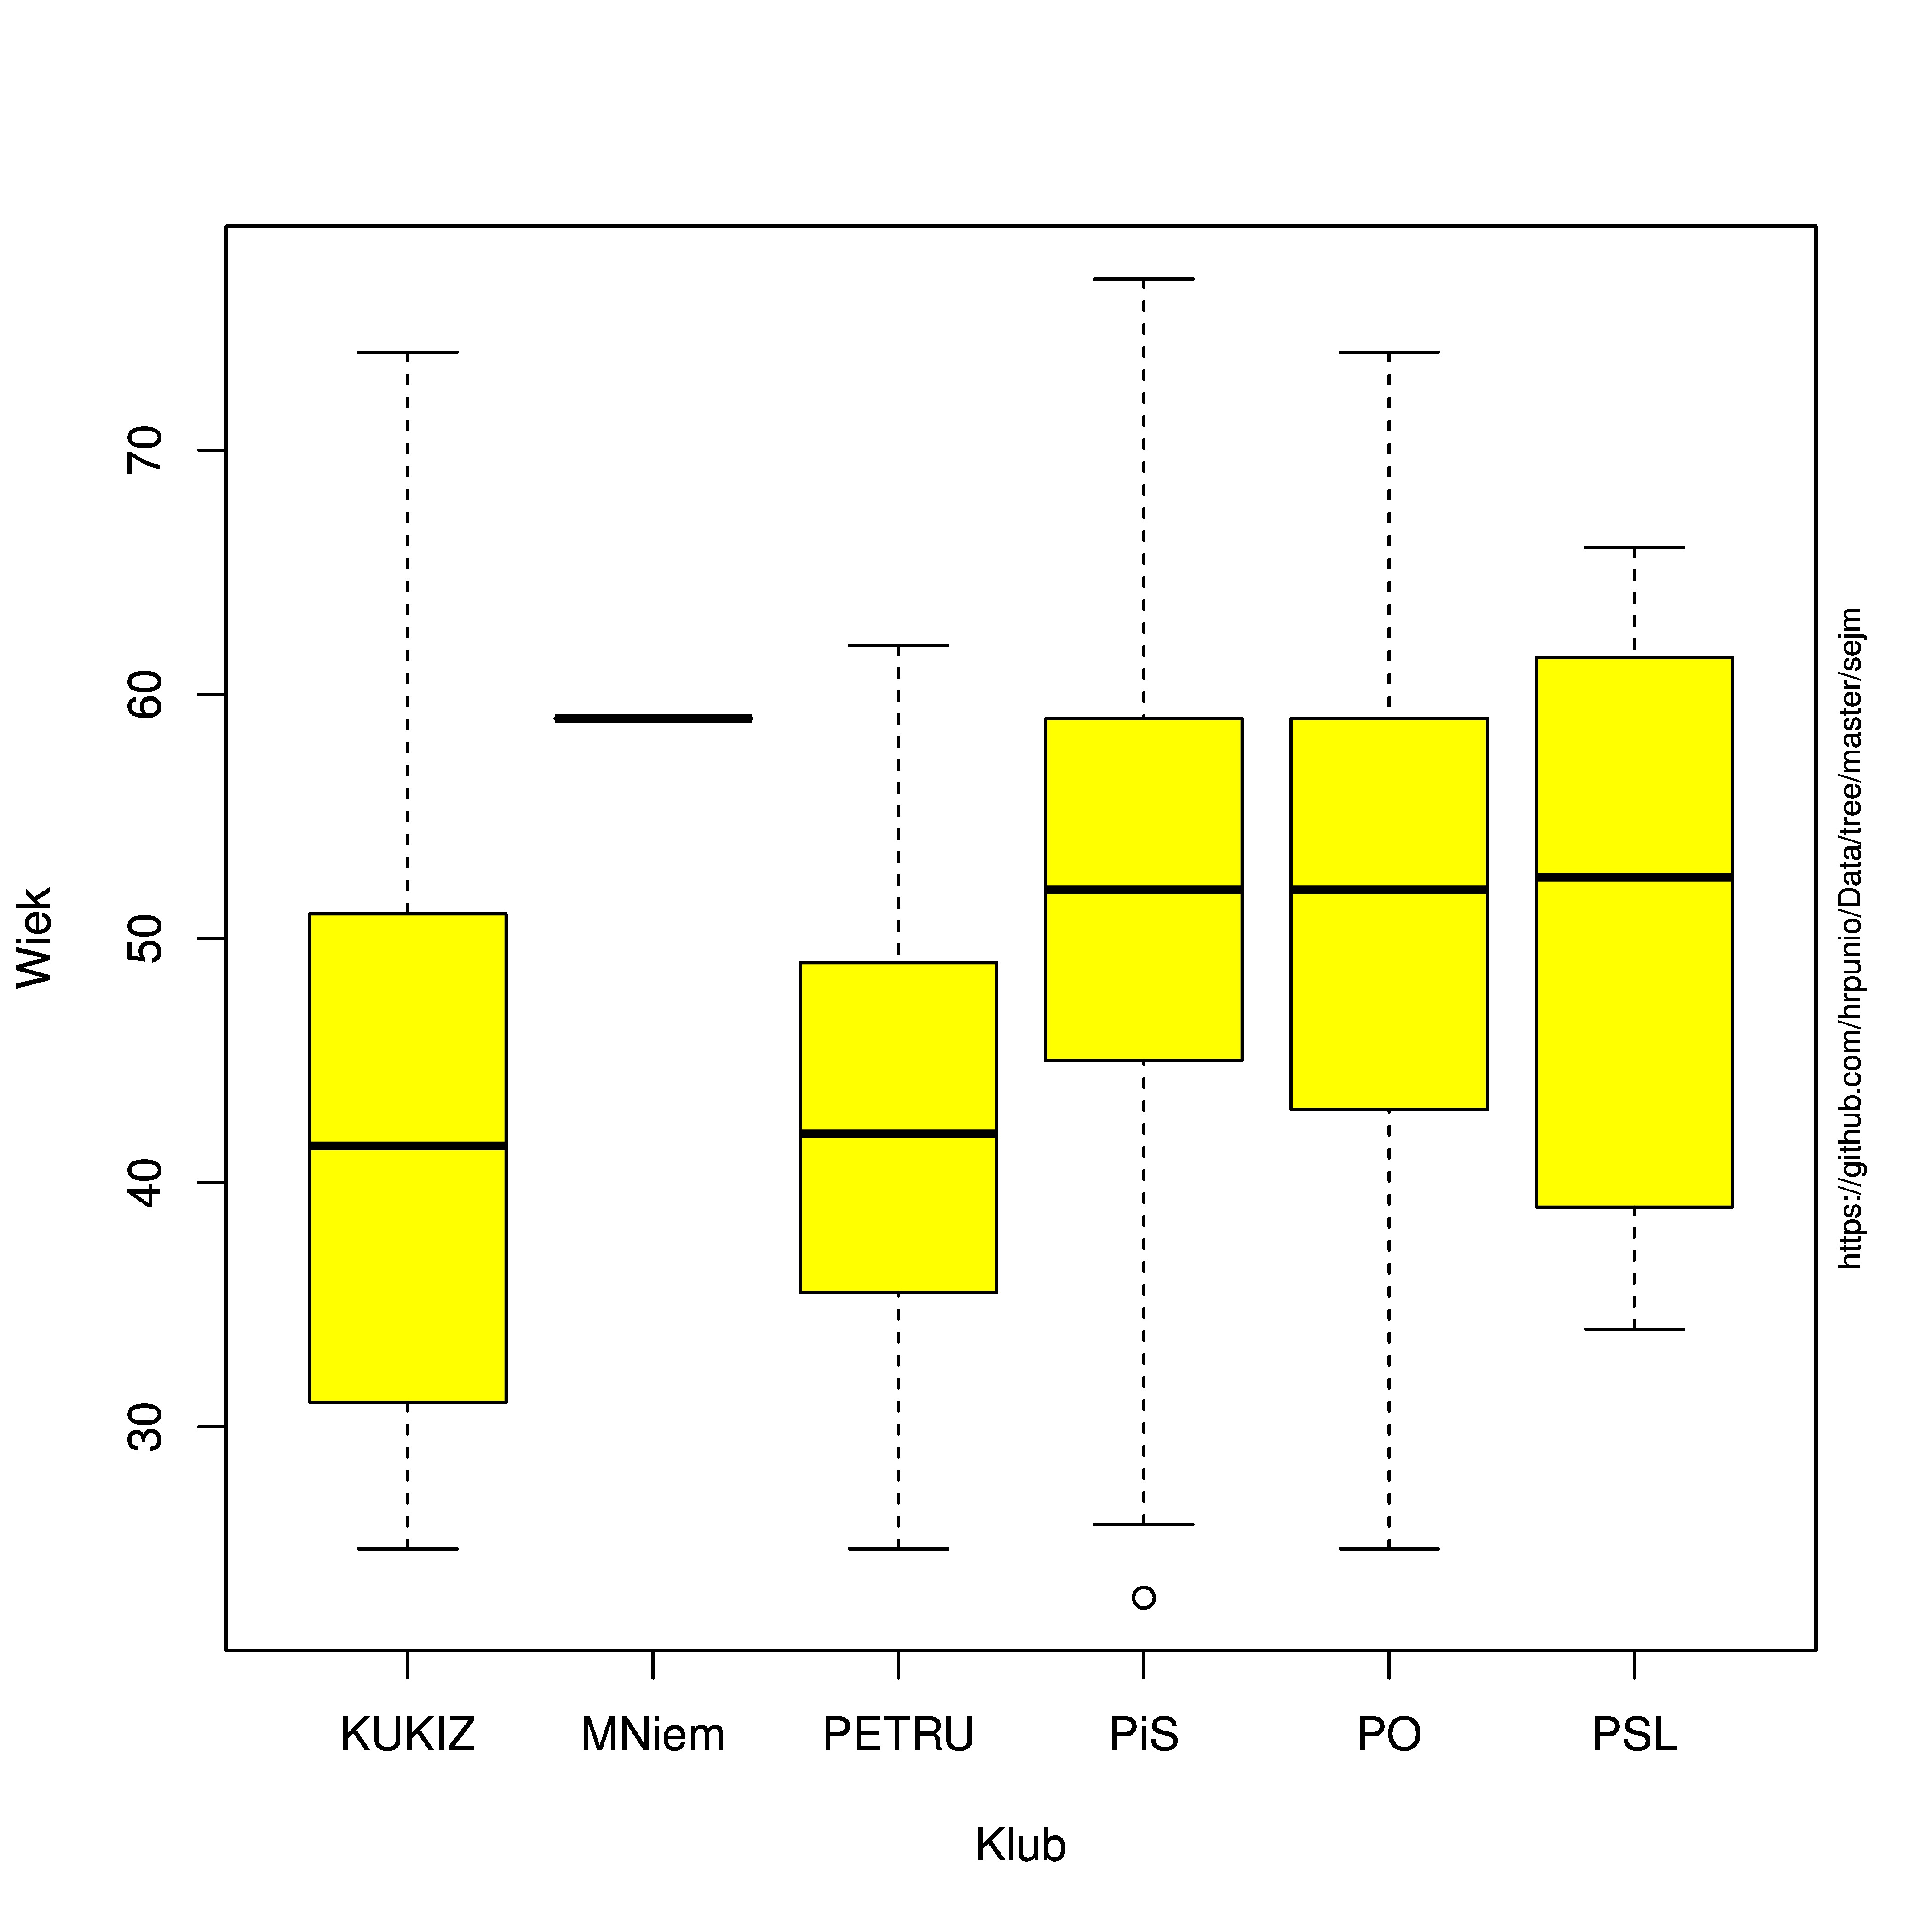 Wiek
70
60
50
40
30
KUKIZ MNiem PETRU PiS PO PSL
Klub
https://github.com/hrpunio/Data/tree/master/sejm